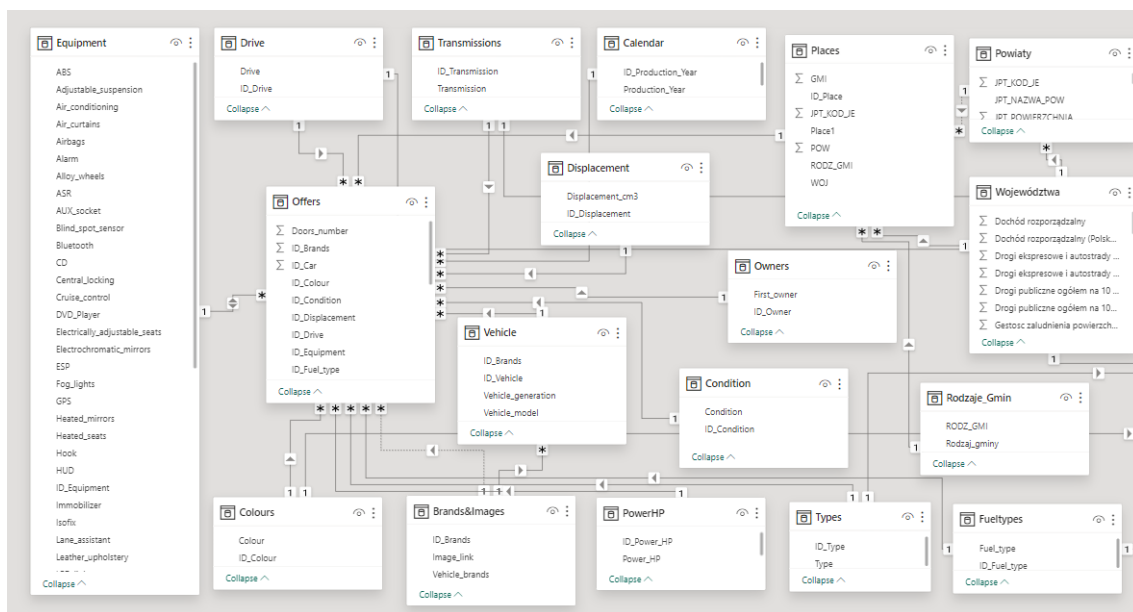 Equipment
ABS
Adjustable_suspension
Air_conditioning
Air_curtains
Airbags
Alarm
Alloy_wheels
ASR
AUX_socket
Blind_spot_sensor
Bluetooth
CD
Central_locking
Cruise_control
DVD_Player
Electrically_adjustable_seats
Electrochromatic_mirrors
ESP
Fog_lights
GPS
Heated_mirrors
Heated_seats
Hook
HUD
ID_Equipment
Immobilizer
Isofix
Lane_assistant
Leather_upholstery
Collapse
Drive
Drive
ID_Drive
Collapse
Transmissions
ID_Transmission
Transmission
Collapse
Calendar
ID_Production_Year
Production_Year
Collapse
Places
GMI
ID_Place
JPT_KOD_JE
Place1
POW
RODZ_GMI
WOJ
Collapse
Powiaty
JPT_KOD_JE
JPT_NAZWA_POW
JPT_POWIERZCHNIA
Collapse
Displacement
Displacement_cm3
ID_Displacement
Collapse
Offers
Doors_number
ID_Brands
ID_Car
ID_Colour
ID_Condition
ID_Displacement
ID_Drive
ID_Equipment
ID_Fuel_type
Collapse
Województwa
Dochód rozporządzalny
Dochód rozporządzalny (Polsk...
Drogi ekspresowe i autostrady ...
Drogi ekspresowe i autostrady ...
Drogi publiczne ogółem na 10 ...
Drogi publiczne ogółem na 10 ...
Gestosc zaludnienia powierzch...
Collapse
Owners
First_owner
ID_Owner
Collapse
Vehicle
ID_Brands
ID_Vehicle
Vehicle_generation
Vehicle_model
Collapse
Condition
Condition
ID_Condition
Collapse
Rodzaje_Gmin
RODZ_GMI
Rodzaj_gminy
Collapse
Colours
Colour
ID_Colour
Collapse
Brands&Images
ID_Brands
Image_link
Vehicle_brands
Collapse
PowerHP
ID_Power_HP
Power_HP
Collapse
Types
ID_Type
Type
Collapse
Fueltypes
Fuel_type
ID_Fuel_type
Collapse